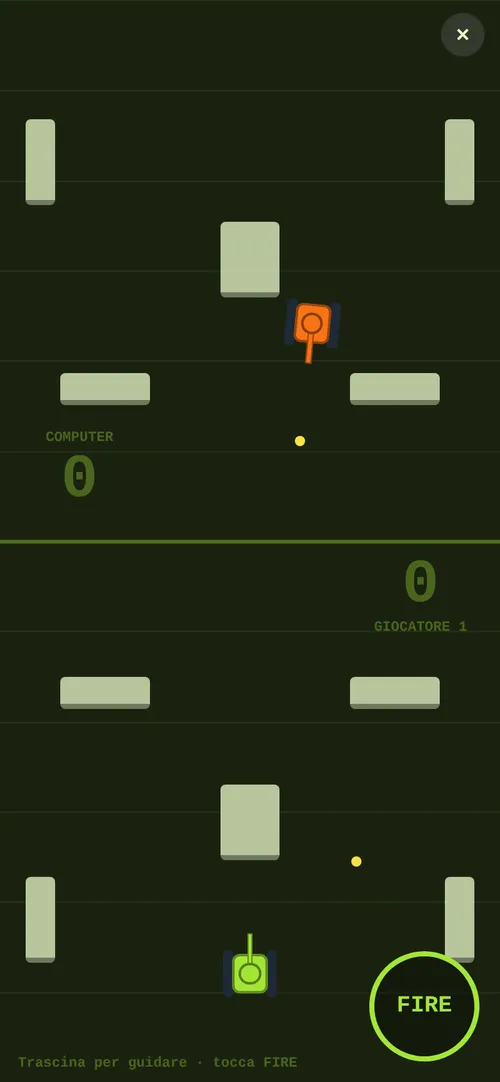 ×
COMPUTER
0
0
GIOCATORE 1
FIRE
Trascina per guidare · tocca FIRE